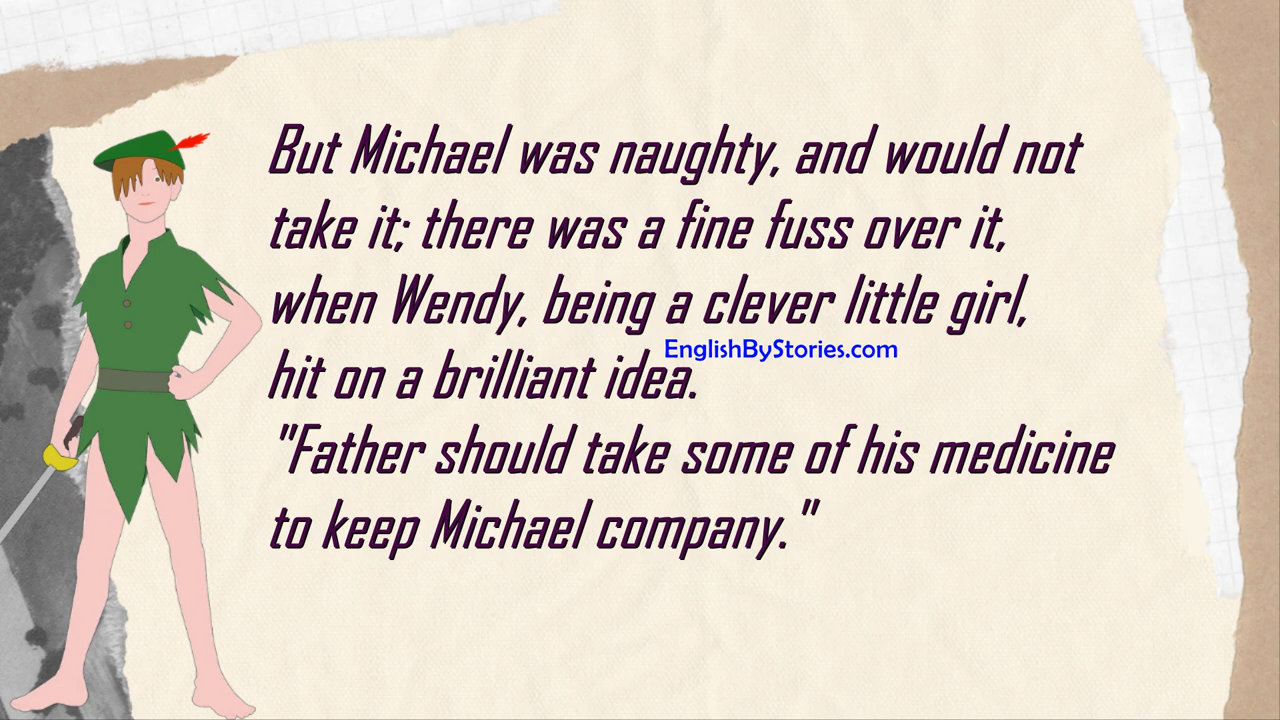 But Michael was naughty, and would not
take it; there was a fine fuss over it,
when Wendy, being a clever little girl,
EnglishByStories.com
hit on a brilliant idea.
"Father should take some of his medicine
to keep Michael company."